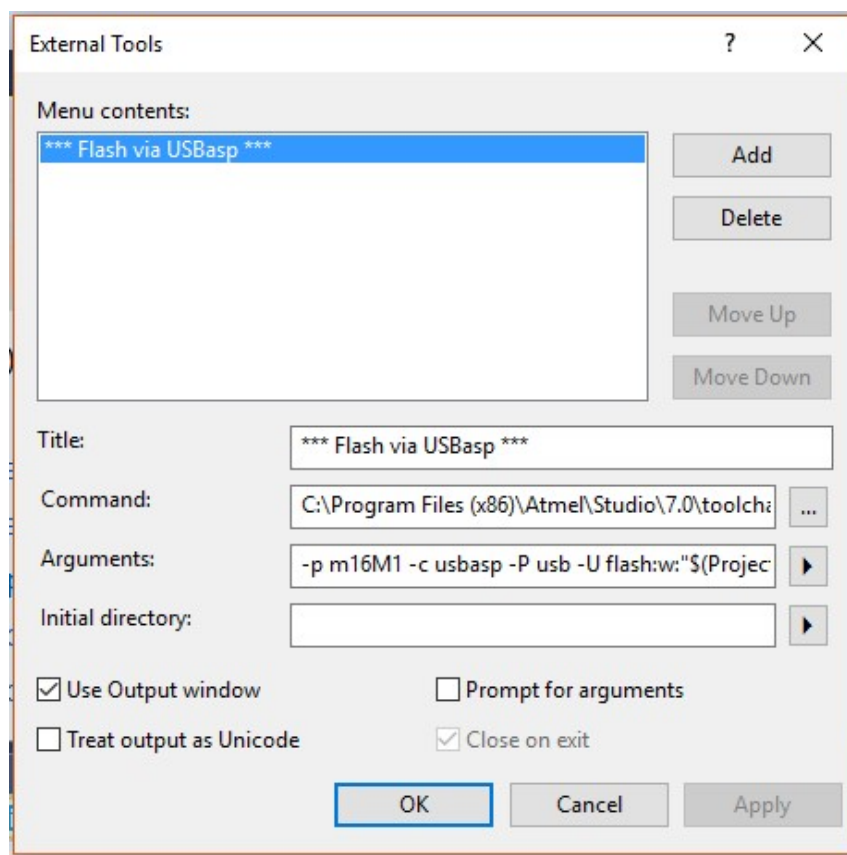 External Tools
?
Menu contents:
*** Flash via USBasp ***
Add
Delete
Move Up
Move Down
Title:
*** Flash via USBasp ***
Command:
C:\Program Files (x86)\Atmel\Studio\7.0\toolcha
...
Arguments:
-p m16M1 -c usbasp -P usb -U flash:w:"$(Projec
Initial directory:
Use Output window
Prompt for arguments
Treat output as Unicode
Close on exit
OK
Cancel
Apply